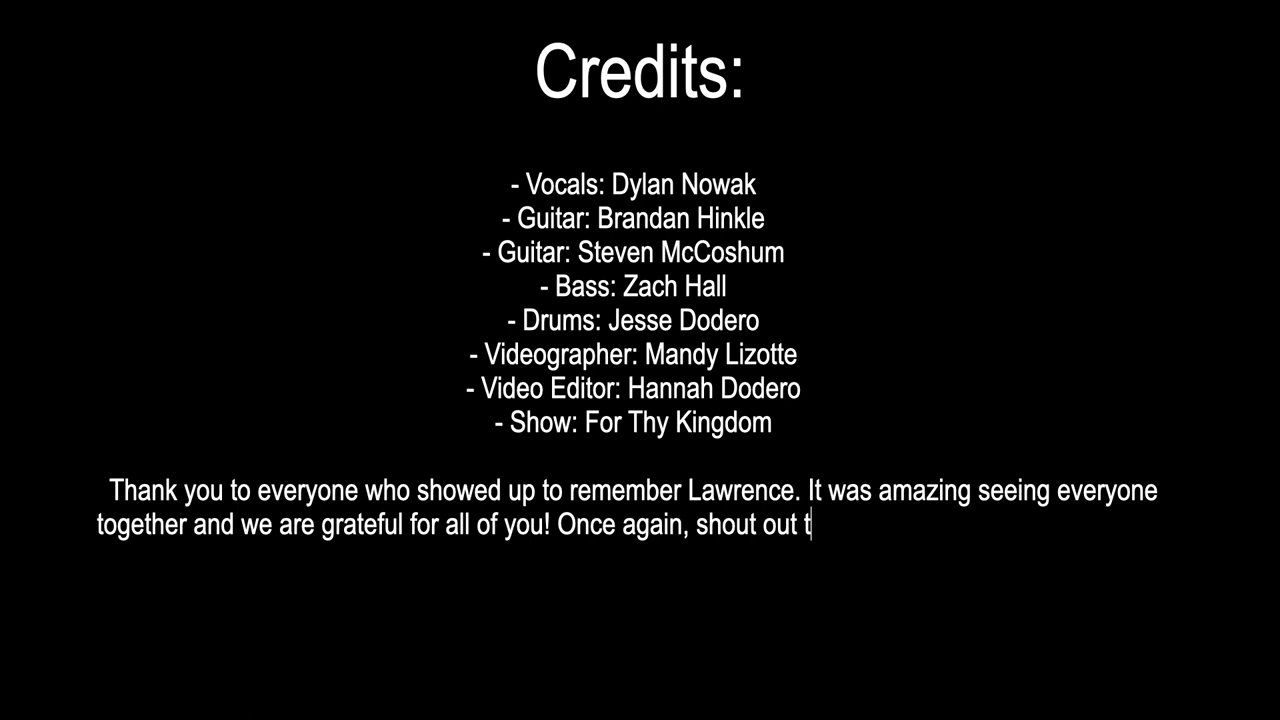 Credits:
- Vocals: Dylan Nowak
- Guitar: Brandan Hinkle
- Guitar: Steven McCoshum
- Bass: Zach Hall
- Drums: Jesse Dodero
- Videographer: Mandy Lizotte
- Video Editor: Hannah Dodero
- Show: For Thy Kingdom
Thank you to everyone who showed up to remember Lawrence. It was amazing seeing everyone
together and we are grateful for all of you! Once again, shout out t